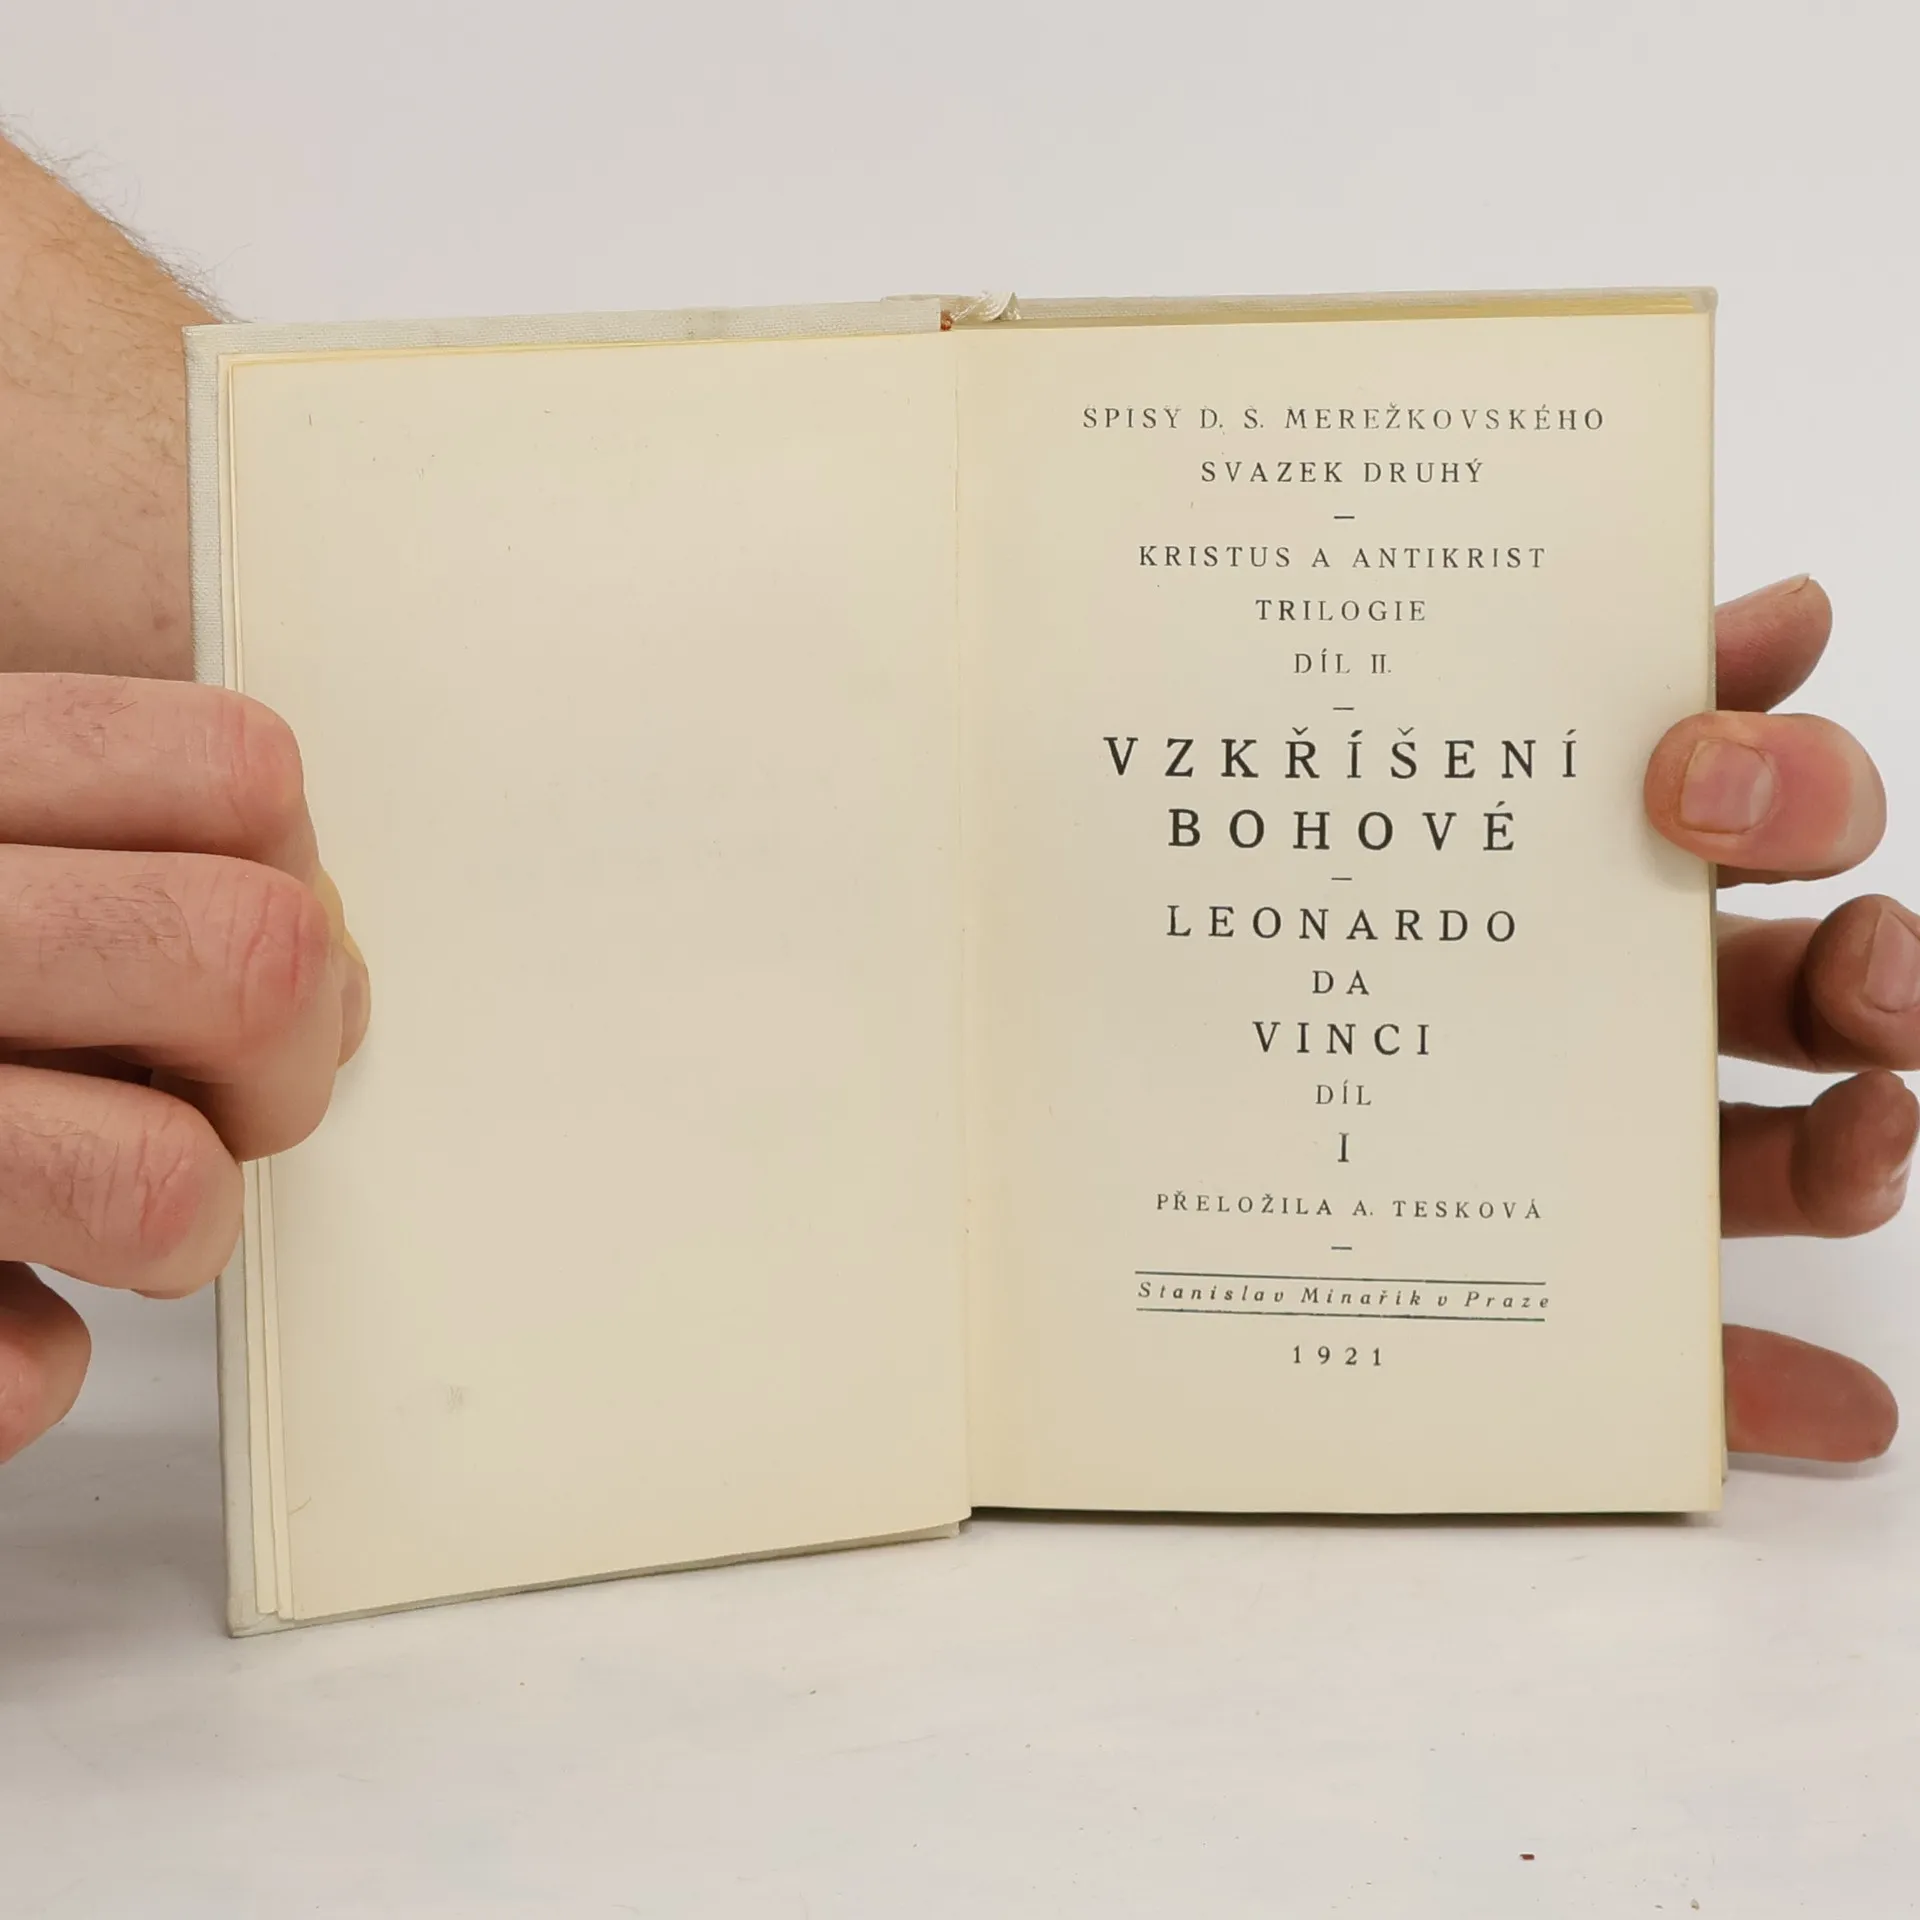 SPISY D. S. MEREŽKOVSKÉHO
SVAZEK DRUHÝ
—
KRISTUS A ANTIKRIST
TRILOGIE
DÍL II.
—
VZKŘÍŠENÍ
BOHOVÉ
—
LEONARDO
DA
VINCI
DÍL
I
PŘELOŽILA A. TESKOVÁ
—
Stanislav Minařik v Praze
1921